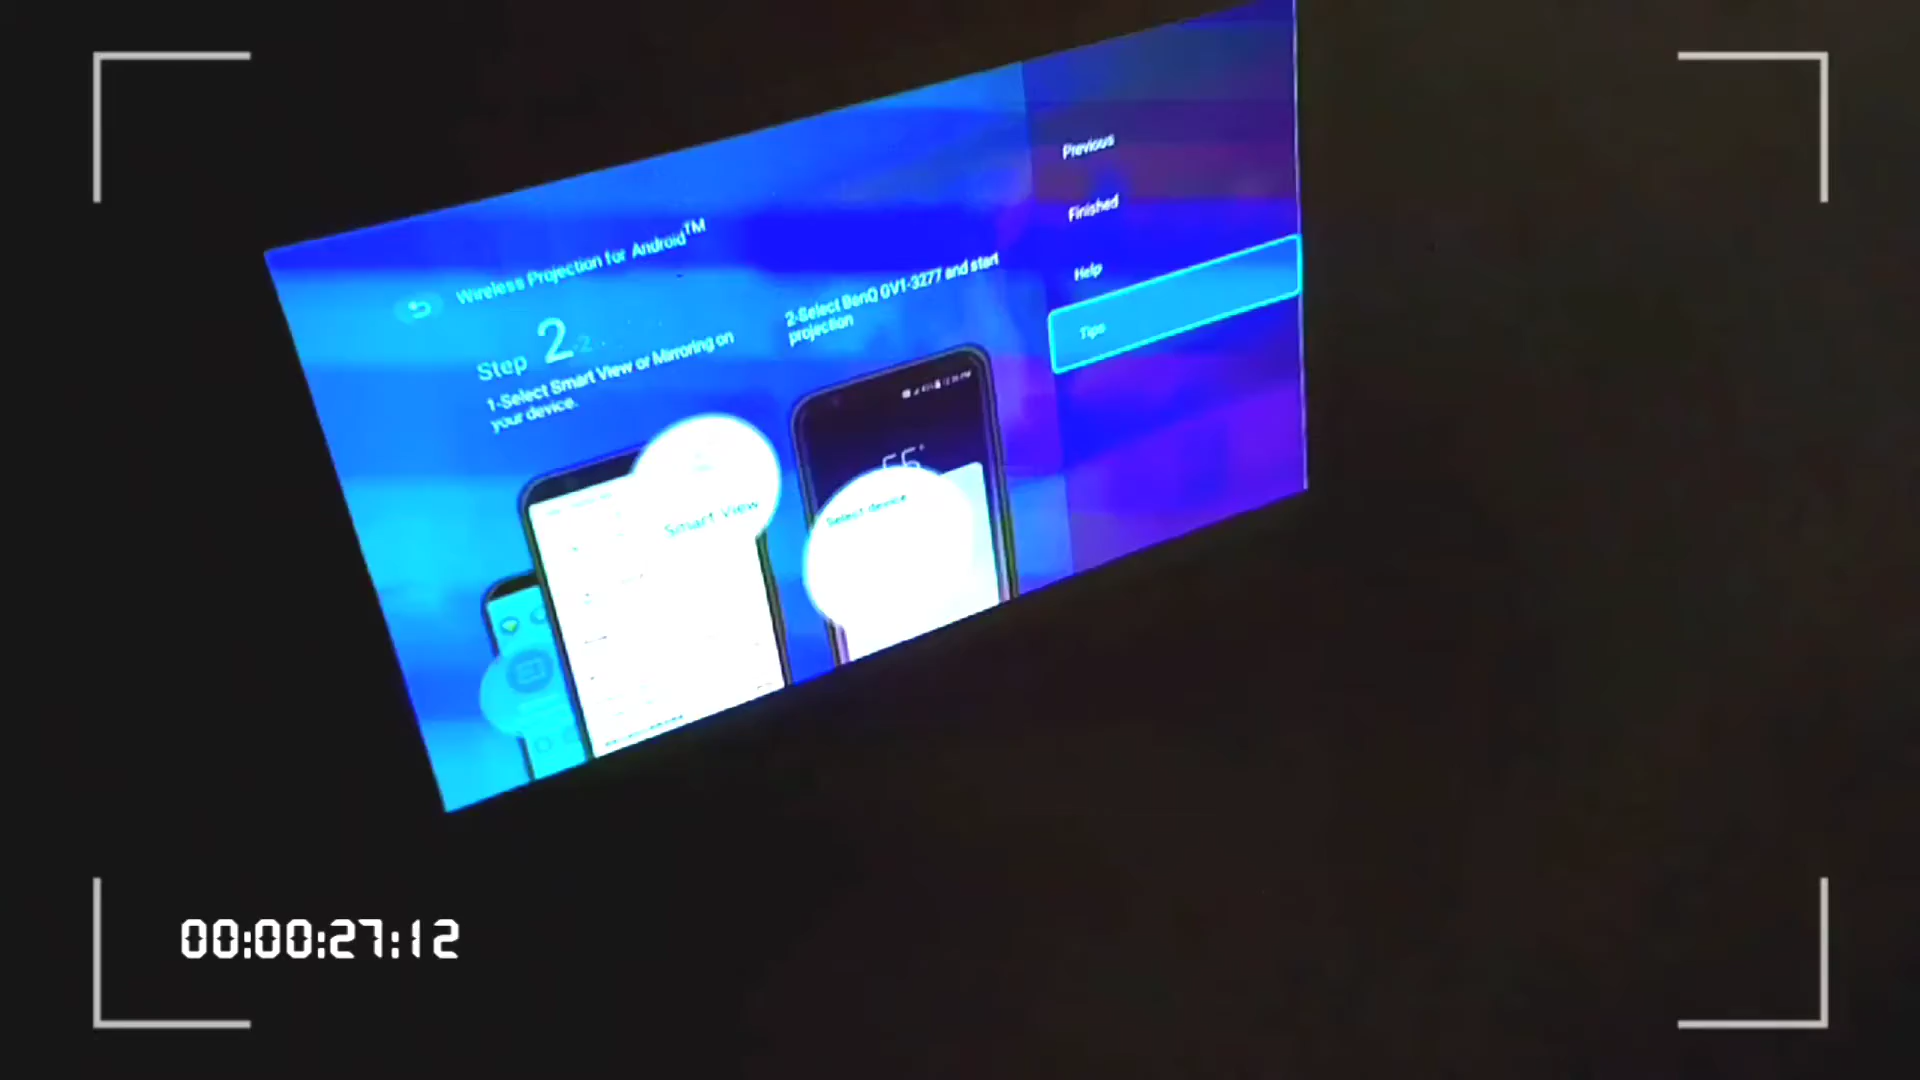 Wireless Projection for Android™
Step 2-2
1-Select Smart View or Mirroring on
your device.
2-Select BenQ GV1-3277 and start
projection
Smart View
Select device
Previous
Finished
Help
Tips
00:00:27:12